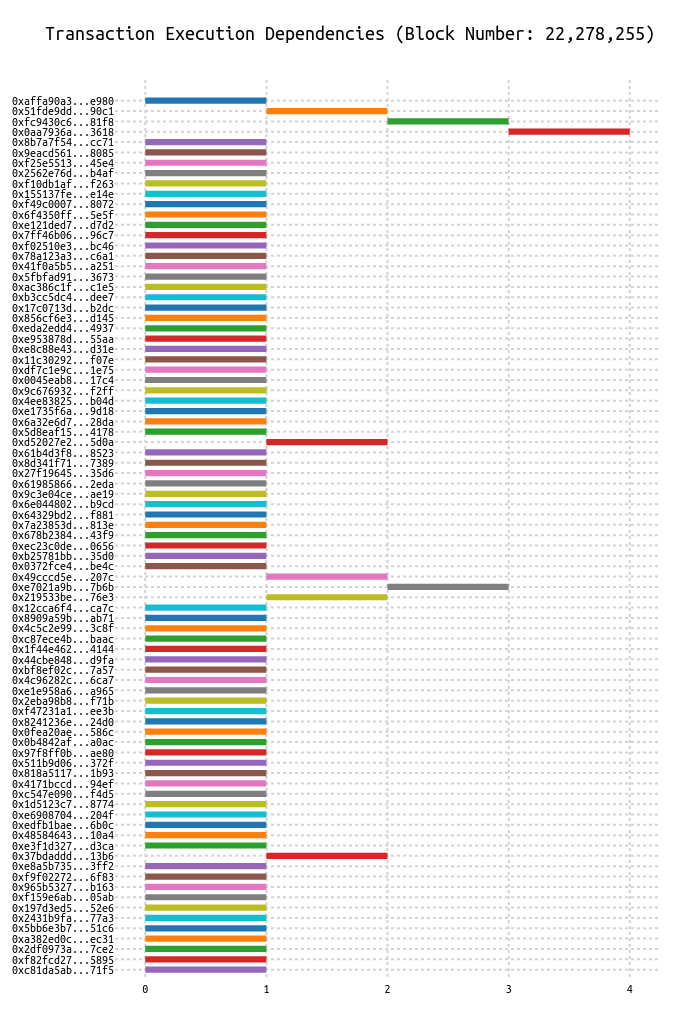 Transaction Execution Dependencies (Block Number: 22,278,255)
0xaffa90a3...e980
0x51fde9dd...90c1
0xfc9430c6...81f8
0x0aa7936a...3618
0x8b7a7f54...cc71
0x9eacd561...8085
0xf25e5513...45e4
0x2562e76d...b4af
0xf10db1af...f263
0x155137fe...e14e
0xf49c0007...8072
0x6f4350ff...5e5f
0xe121ded7...d7d2
0x7ff46b06...96c7
0xf02510e3...bc46
0x78a123a3...c6a1
0x41f0a5b5...a251
0x5fbfad91...3673
0xac386c1f...c1e5
0xb3cc5dc4...dee7
0x17c0713d...b2dc
0x856cf6e3...d145
0xeda2edd4...4937
0xe953878d...55aa
0xe8c88e43...d31e
0x11c30292...f07e
0xdf7c1e9c...1e75
0x0045eab8...17c4
0x9c676932...f2ff
0x4ee83825...b04d
0xe1735f6a...9d18
0x6a32e6d7...28da
0x5d8eaf15...4178
0xd52027e2...5d0a
0x61b4d3f8...8523
0x8d341f71...7389
0x27f19645...35d6
0x61985866...2eda
0x9c3e04ce...ae19
0x6e044802...b9cd
0x64329bd2...f881
0x7a23853d...813e
0x678b2384...43f9
0xec23c0de...0656
0xb25781bb...35d0
0x0372fce4...be4c
0x49cccd5e...207c
0xe7021a9b...7b6b
0x219533be...76e3
0x12cca6f4...ca7c
0x8909a59b...ab71
0x4c5c2e99...3c8f
0xc87ece4b...baac
0x1f44e462...4144
0x44cbe848...d9fa
0xbf8ef02c...7a57
0x4c96282c...6ca7
0xe1e958a6...a965
0x2eba98b8...f71b
0xf47231a1...ee3b
0x8241236e...24d0
0x0fea20ae...586c
0x0b4842af...a0ac
0x97f8ff0b...ae80
0x511b9d06...372f
0x818a5117...1b93
0x4171bccd...94ef
0xc547e090...f4d5
0x1d5123c7...8774
0xe6908704...204f
0xedfb1bae...6b0c
0x48584643...10a4
0xe3f1d327...d3ca
0x37bdaddd...13b6
0xe8a5b735...3ff2
0xf9f02272...6f83
0x965b5327...b163
0xf159e6ab...05ab
0x197d3ed5...52e6
0x2431b9fa...77a3
0x5bb6e3b7...51c6
0xa382ed0c...ec31
0x2df0973a...7ce2
0xf82fcd27...5895
0xc81da5ab...71f5
0 1 2 3 4